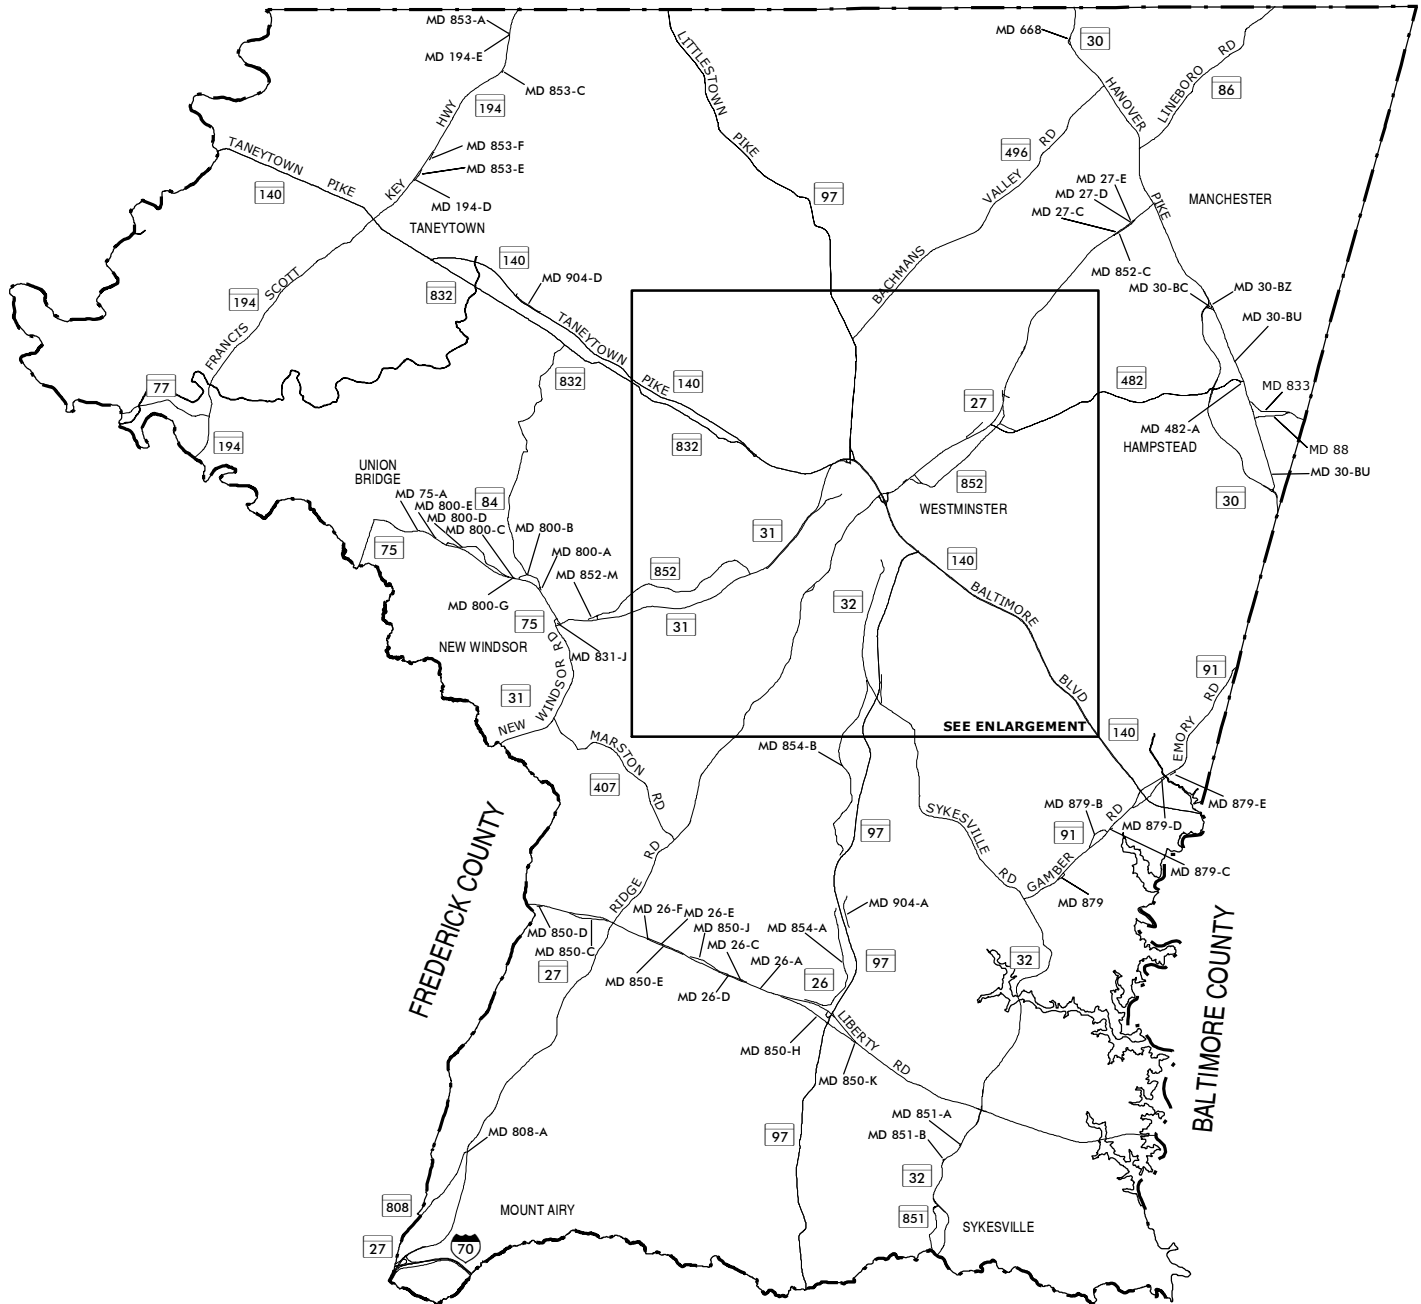 MD 853-A
MD 668
30
MD 194-E
LITTLESTOWN
PIKE
LINEBORO RD
86
MD 853-C
HANOVER
PIKE
HWY
194
TANEYTOWN
PIKE
140
MD 853-F
MD 853-E
KEY
MD 194-D
TANEYTOWN
496
RD
VALLEY
BACHMANS
97
MD 27-E
MD 27-D
MD 27-C
MANCHESTER
MD 852-C
MD 30-BC
MD 30-BZ
MD 30-BU
140
MD 904-D
832
SCOTT
194
FRANCIS
TANEYTOWN
PIKE
140
832
832
77
194
482
27
MD 833
MD 482-A
HAMPSTEAD
MD 88
MD 30-BU
30
UNION
BRIDGE
MD 75-A
MD 800-E
MD 800-D
MD 800-C
84
MD 800-B
MD 800-A
MD 852-M
75
MD 800-G
852
WESTMINSTER
31
852
140
BALTIMORE
BLVD
32
31
75
NEW WINDSOR
MD 831-J
31
NEW
WINDSOR RD
91
EMORY RD
SEE ENLARGEMENT
140
MARSTON
RD
407
MD 854-B
SYKESVILLE
RD
MD 879-B
MD 879-E
MD 879-D
91
GAMBER RD
MD 879-C
MD 879
97
FREDERICK COUNTY
RIDGE RD
MD 26-F
MD 26-E
MD 850-J
MD 26-C
MD 26-A
MD 904-A
MD 854-A
MD 850-D
MD 850-C
27
MD 850-E
MD 26-D
26
97
32
BALTIMORE COUNTY
LIBERTY
RD
MD 850-H
MD 850-K
MD 808-A
97
MD 851-A
MD 851-B
32
808
MOUNT AIRY
851
SYKESVILLE
27
70